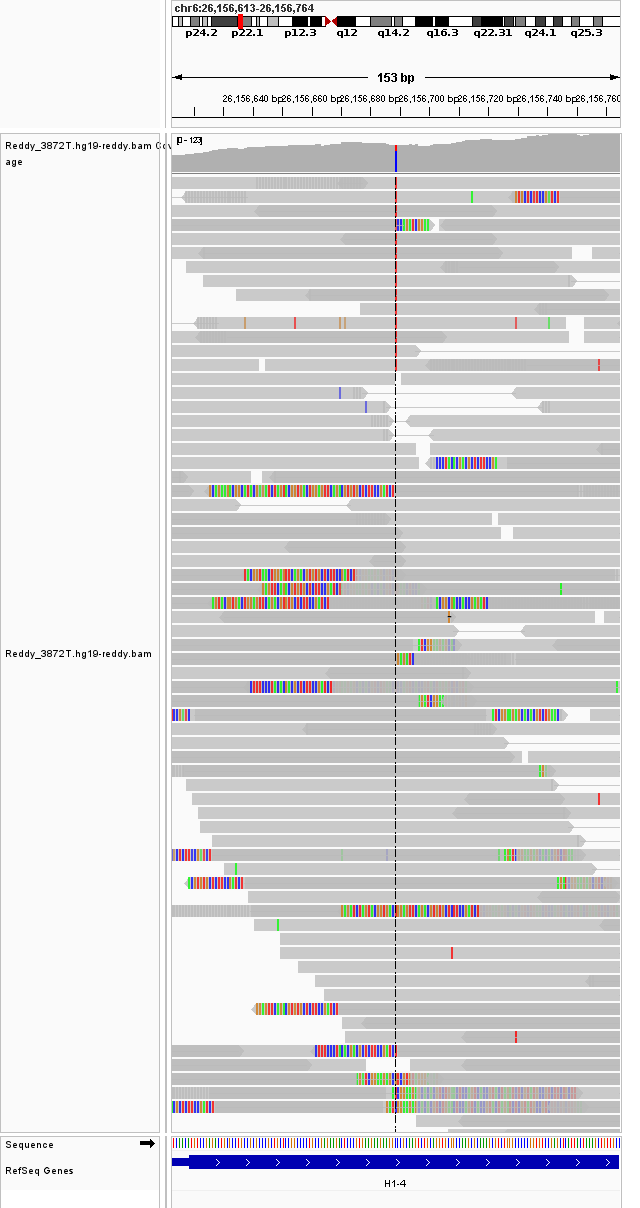 chr6:26,156,613-26,156,764
p24.2 p22.1 p12.3 q12 q14.2 q16.3 q22.31 q24.1 q25.3
153 bp
26,156,640 bp 26,156,660 bp 26,156,680 bp 26,156,700 bp 26,156,720 bp 26,156,740 bp 26,156,760
Reddy_3872T.hg19-reddy.bam Cov
age
[0 - 123]
Reddy_3872T.hg19-reddy.bam
Sequence
RefSeq Genes
H1-4